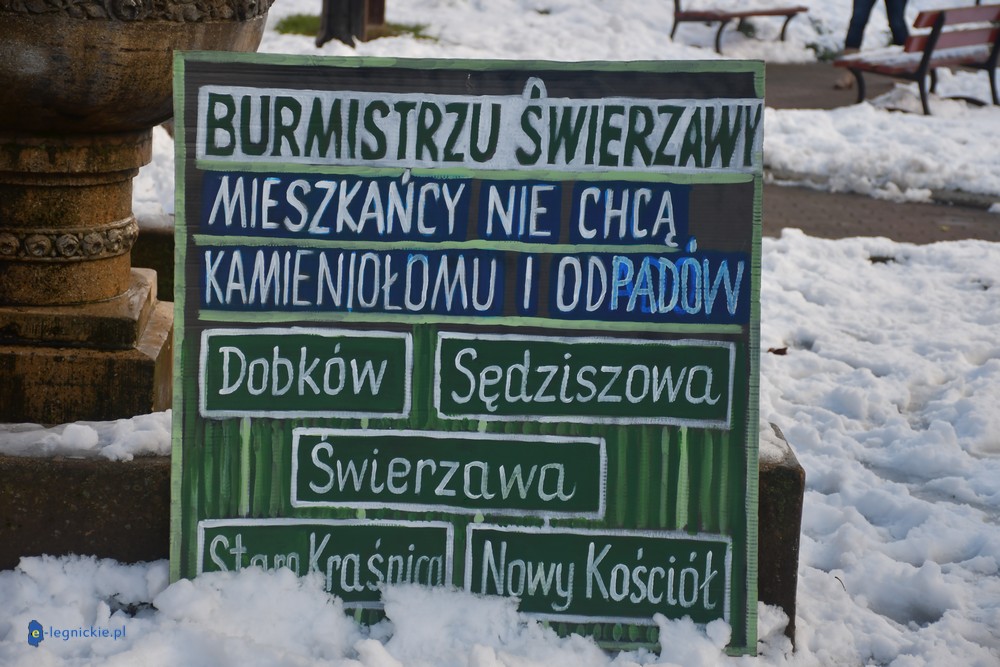 BURMISTRZU ŚWIERZAWY
MIESZKAŃCY NIE CHCĄ
KAMIENIOŁOMU I ODPADÓW
Dobków
Sędziszowa
Świerzawa
Stara Kraśnica
Nowy Kościół
e-legnickie.pl